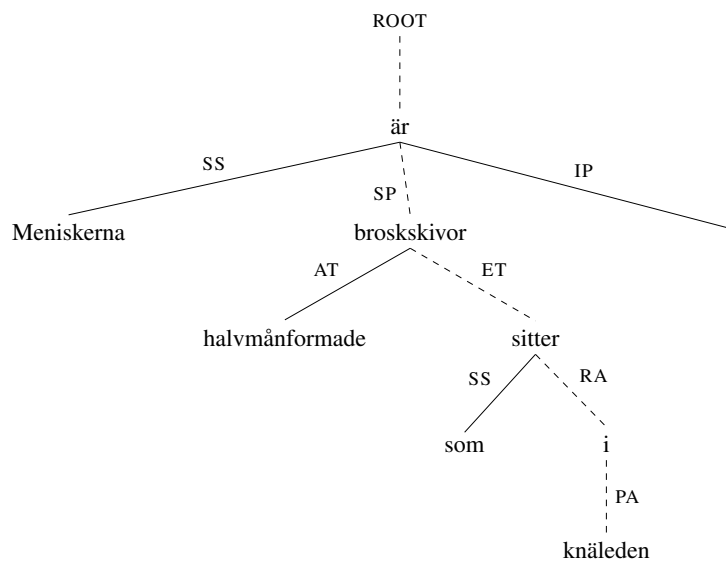 ROOT
är
SS
IP
SP
Meniskerna
broskskivor
AT
ET
halvmånformade
sitter
SS
RA
som
i
PA
knäleden